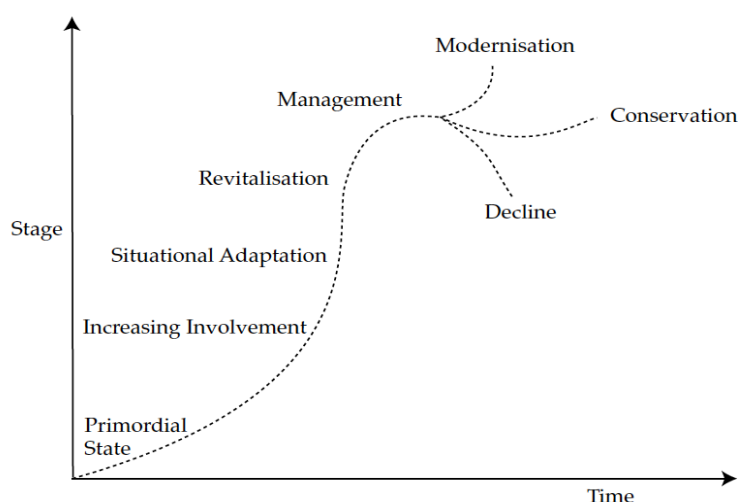 Modernisation
Management
Conservation
Revitalisation
Decline
Stage
Situational Adaptation
Increasing Involvement
Primordial
State
Time